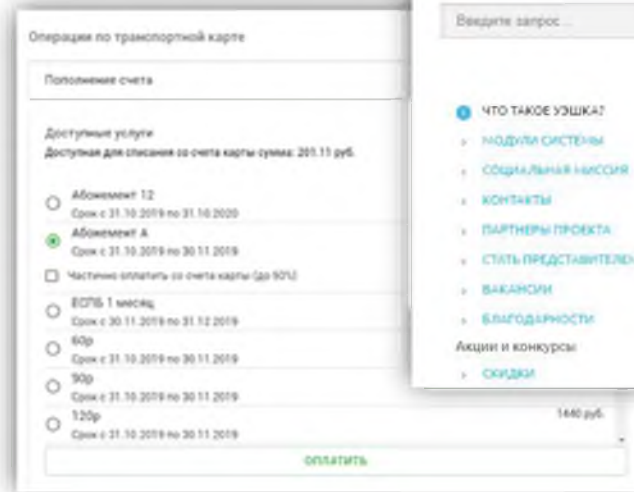 Операции по транспортной карте
Пополнение счета
Доступные услуги
Доступная для списания со счета карты сумма: 201.11 руб.
Абонемент 12
Срок с 31.10.2019 по 31.10.2020
Абонемент А
Срок с 31.10.2019 по 30.11.2019
Частично оплатить со счета карты (до 90%)
ЕСПБ 1 месяц
Срок с 30.11.2019 по 31.12.2019
60р
Срок с 31.10.2019 по 30.11.2019
90р
Срок с 31.10.2019 по 30.11.2019
120р
1440 руб.
Срок с 31.10.2019 по 30.11.2019
ОПЛАТИТЬ
Введите запрос...
ЧТО ТАКОЕ УЭШКА?
МОДУЛИ СИСТЕМЫ
СОЦИАЛЬНАЯ МИССИЯ
КОНТАКТЫ
ПАРТНЕРЫ ПРОЕКТА
СТАТЬ ПРЕДСТАВИТЕЛЕМ
ВАКАНСИИ
БЛАГОДАРНОСТИ
Акции и конкурсы
СКИДКИ